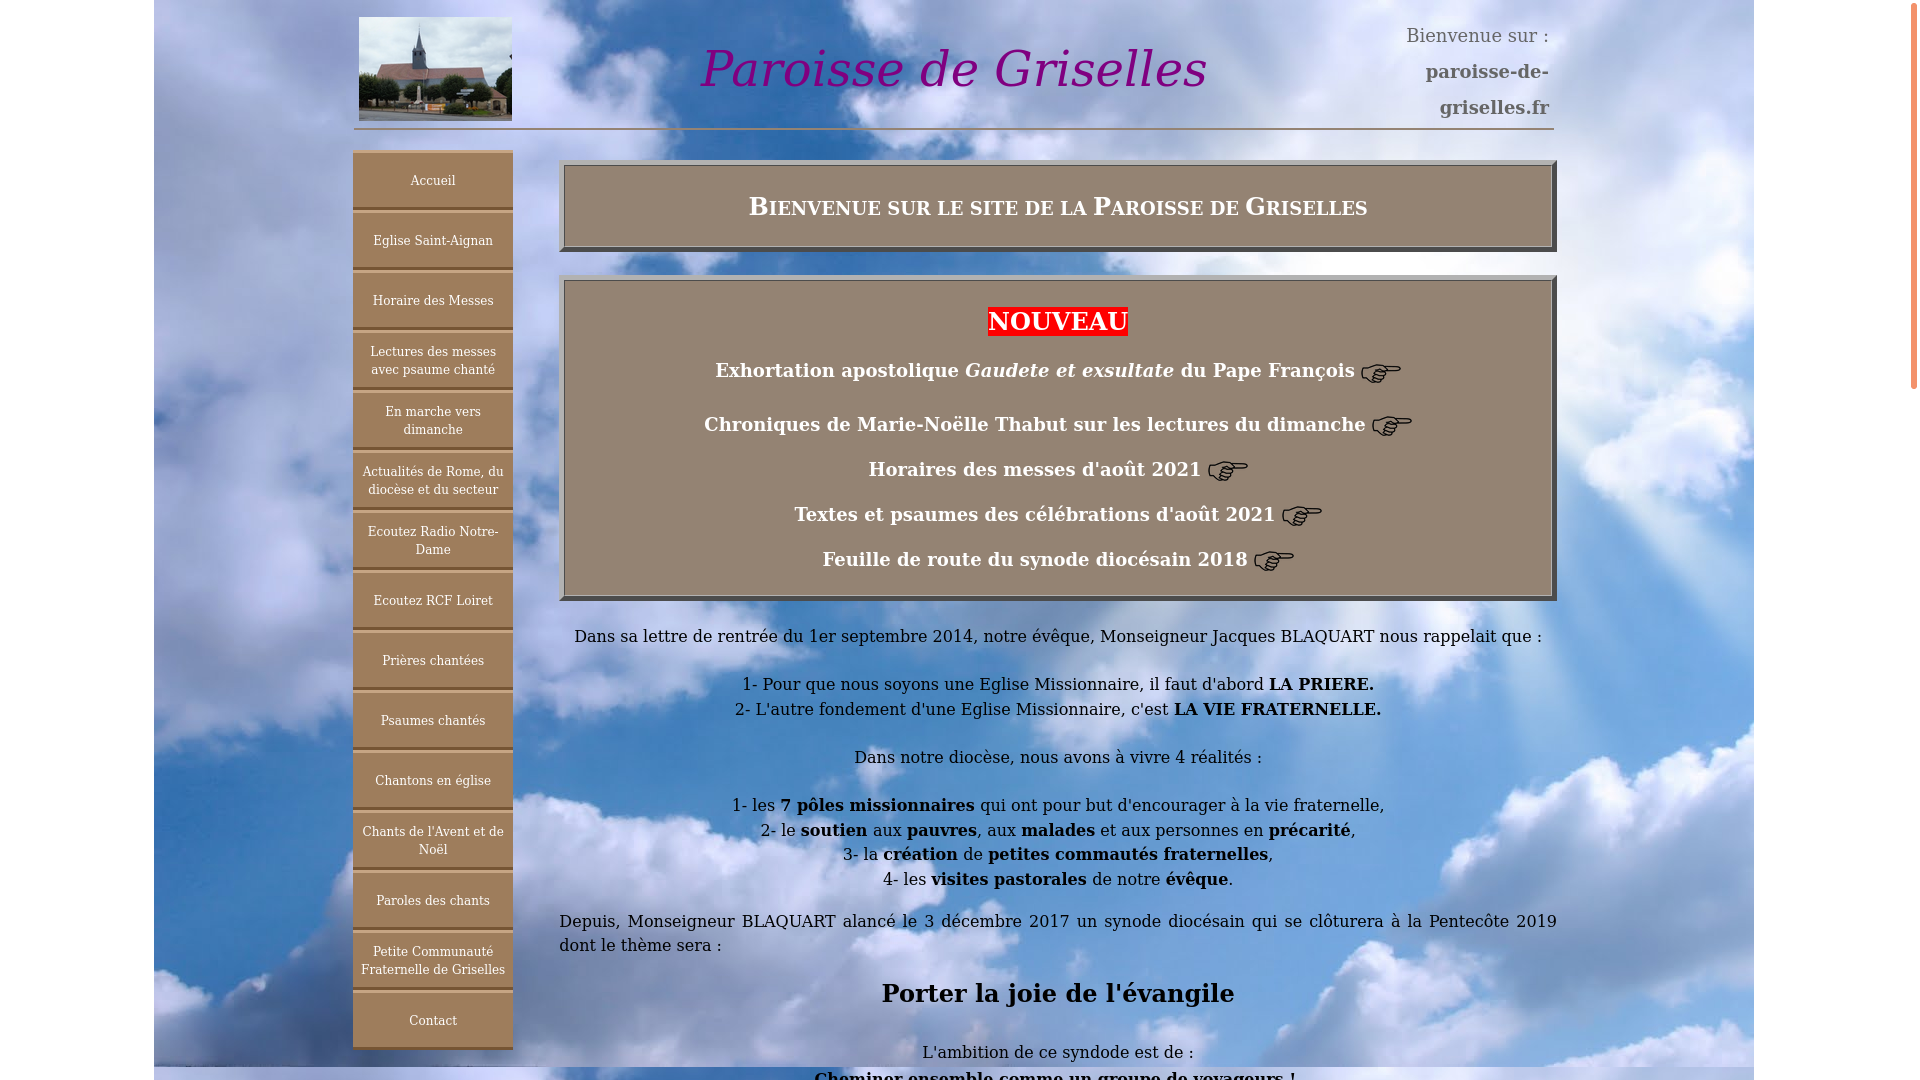 Paroisse de Griselles
Bienvenue sur :
paroisse-de-
griselles.fr
Accueil
Eglise Saint-Aignan
Horaire des Messes
Lectures des messes
avec psaume chanté
En marche vers
dimanche
Actualités de Rome, du
diocèse et du secteur
Ecoutez Radio Notre-
Dame
Ecoutez RCF Loiret
Prières chantées
Psaumes chantés
Chantons en église
Chants de l'Avent et de
Noël
Paroles des chants
Petite Communauté
Fraternelle de Griselles
Contact
Bienvenue sur le site de la Paroisse de Griselles
NOUVEAU
Exhortation apostolique Gaudete et exsultate du Pape François
Chroniques de Marie-Noëlle Thabut sur les lectures du dimanche
Horaires des messes d'août 2021
Textes et psaumes des célébrations d'août 2021
Feuille de route du synode diocésain 2018
Dans sa lettre de rentrée du 1er septembre 2014, notre évêque, Monseigneur Jacques BLAQUART nous rappelait que :
1- Pour que nous soyons une Eglise Missionnaire, il faut d'abord LA PRIERE.
2- L'autre fondement d'une Eglise Missionnaire, c'est LA VIE FRATERNELLE.
Dans notre diocèse, nous avons à vivre 4 réalités :
1- les 7 pôles missionnaires qui ont pour but d'encourager à la vie fraternelle,
2- le soutien aux pauvres, aux malades et aux personnes en précarité,
3- la création de petites commautés fraternelles,
4- les visites pastorales de notre évêque.
Depuis, Monseigneur BLAQUART alancé le 3 décembre 2017 un synode diocésain qui se clôturera à la Pentecôte 2019
dont le thème sera :
Porter la joie de l'évangile
L'ambition de ce syndode est de :
Cheminer ensemble comme un groupe de voyageurs !